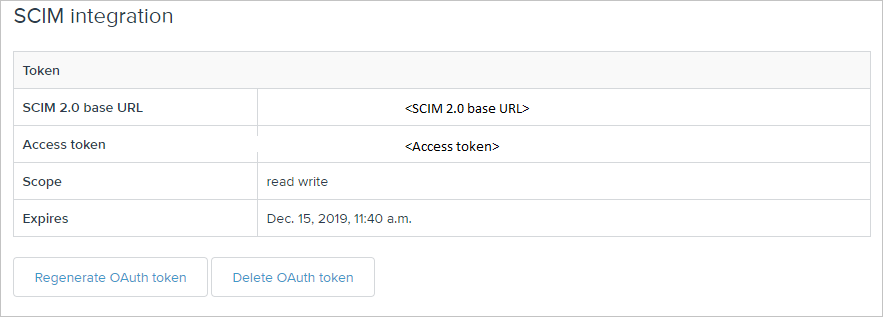 SCIM integration
Token
SCIM 2.0 base URL <SCIM 2.0 base URL>
Access token <Access token>
Scope read write
Expires Dec. 15, 2019, 11:40 a.m.
Regenerate OAuth token Delete OAuth token